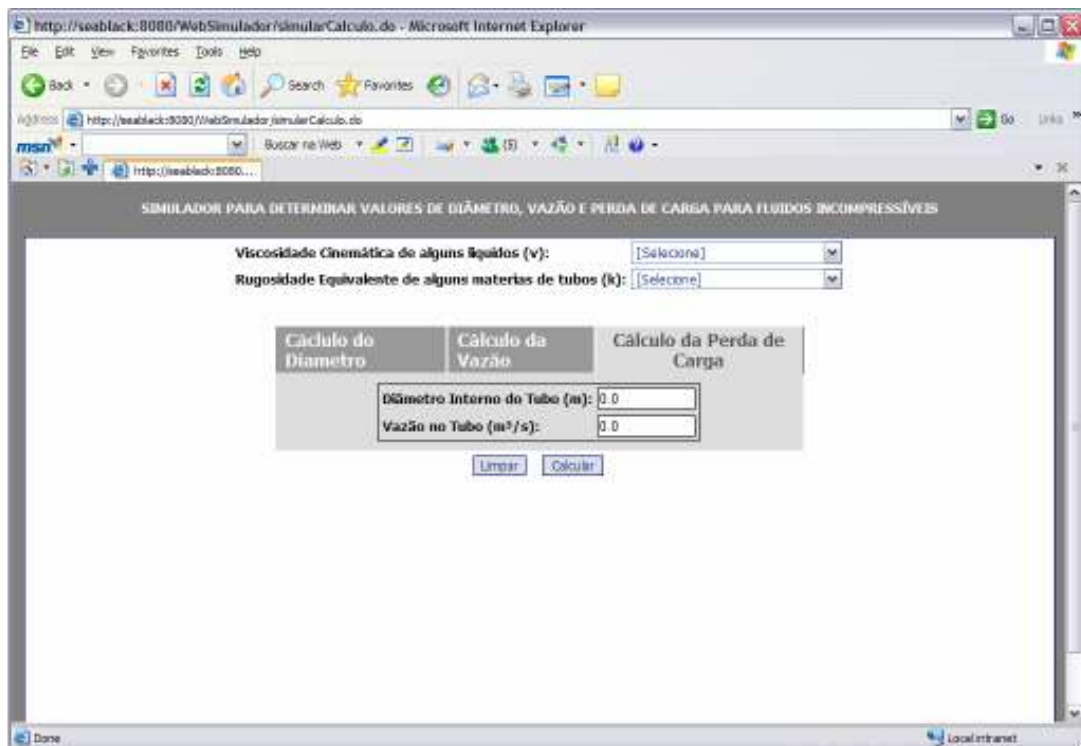 http://seablack:8080/WebSimulador/simularCalculo.do - Microsoft Internet Explorer
File Edit View Favorites Tools Help
Back Search Favorites
Address http://seablack:8080/WebSimulador/simularCalculo.do Go Links »
msn Buscar na Web (5)
http://seablack:8080...
SIMULADOR PARA DETERMINAR VALORES DE DIÂMETRO, VAZÃO E PERDA DE CARGA PARA FLUIDOS INCOMPRESSÍVEIS
Viscosidade Cinemática de alguns líquidos (v): [Selecione]
Rugosidade Equivalente de alguns materias de tubos (k): [Selecione]
Cáclulo do Diametro
Cálculo da Vazão
Cálculo da Perda de Carga
Diâmetro Interno do Tubo (m): 0.0
Vazão no Tubo (m³/s): 0.0
Limpar Calcular
Done Local intranet